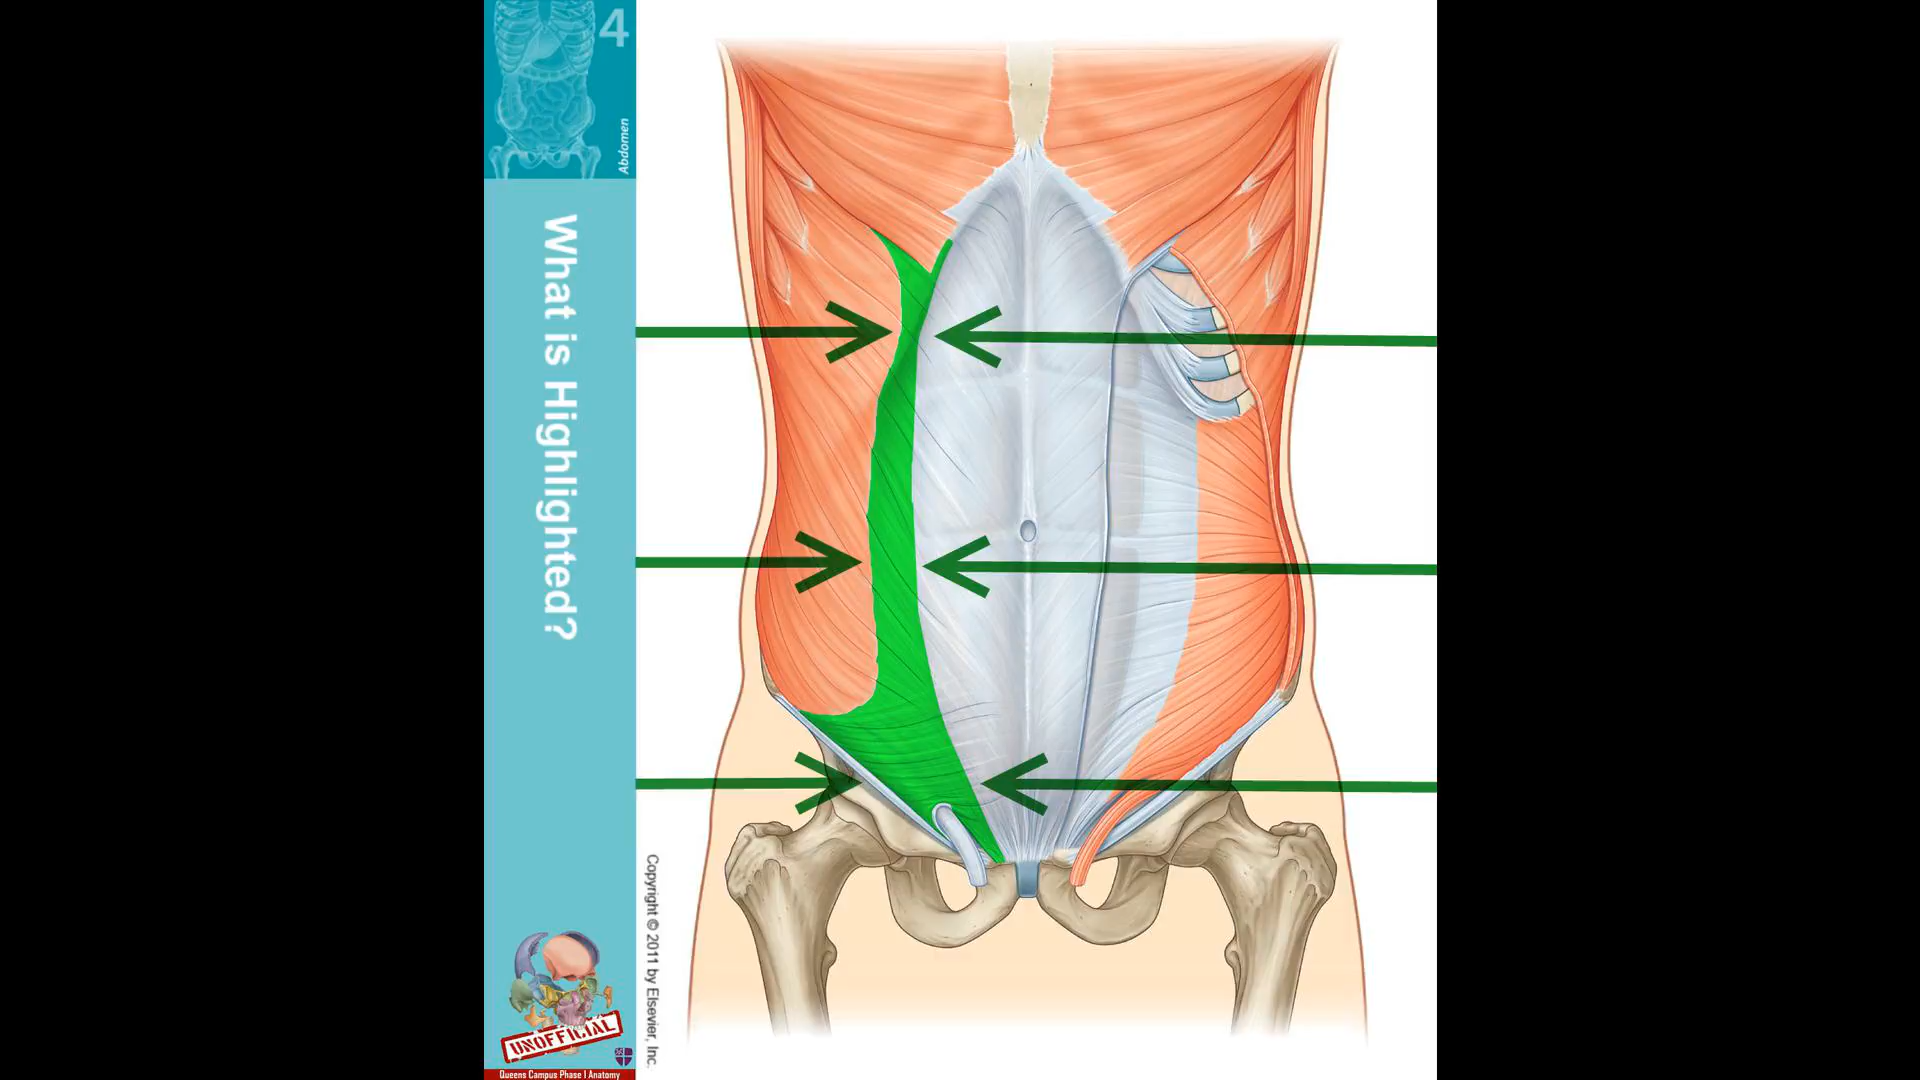 4
Abdomen
What is Highlighted?
Copyright © 2011 by Elsevier, Inc.
UNOFFICIAL
Queens Campus Phase I Anatomy